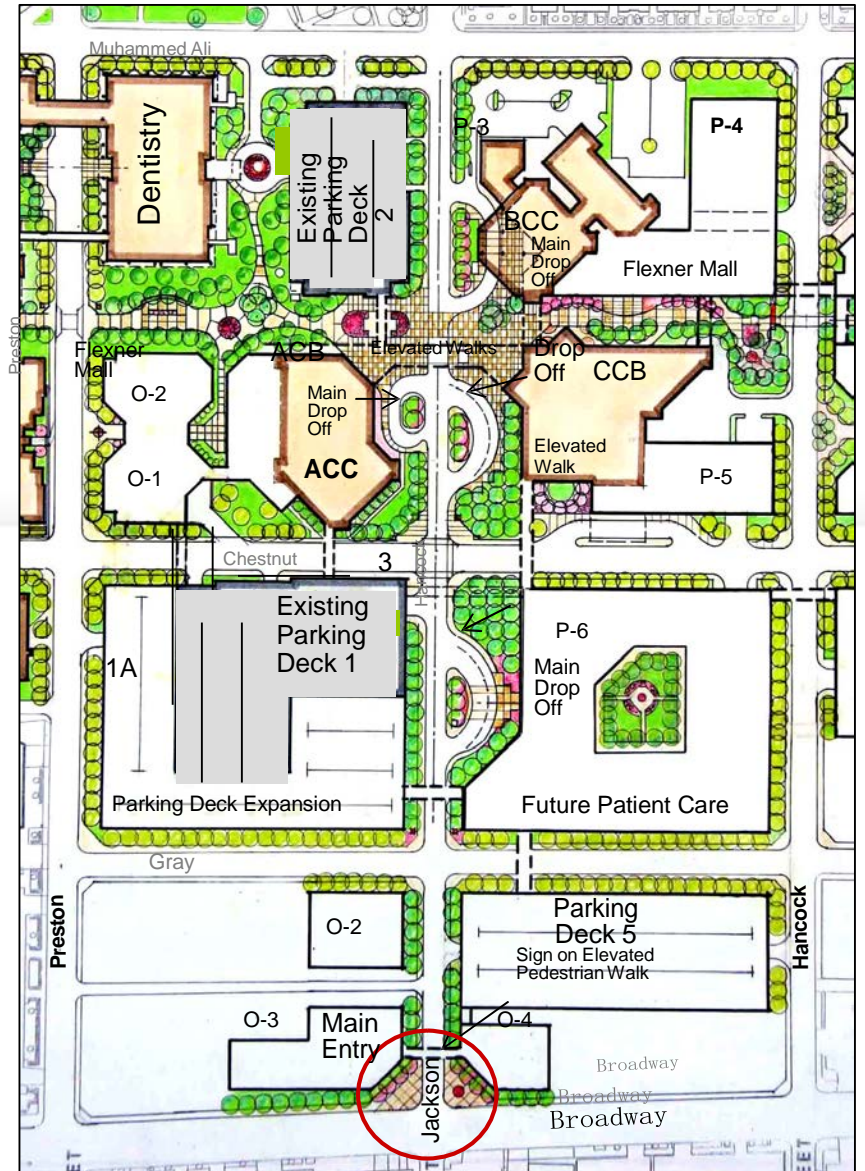 Muhammed Ali
Dentistry
Existing
Parking
Deck
2
P-3
P-4
BCC
Main
Drop
Off
Flexner Mall
Preston
Flexner
Mall
ACB
Elevated Walks
Drop
Off
CCB
O-2
Main
Drop
Off
ACC
Elevated
Walk
O-1
P-5
Chestnut
3
Hancock
Existing
Parking
Deck 1
1A
P-6
Main
Drop
Off
Parking Deck Expansion
Future Patient Care
Gray
Preston
O-2
Parking
Deck 5
Sign on Elevated
Pedestrian Walk
Hancock
O-3
Main
Entry
O-4
Jackson
Broadway
Broadway
Broadway
EET